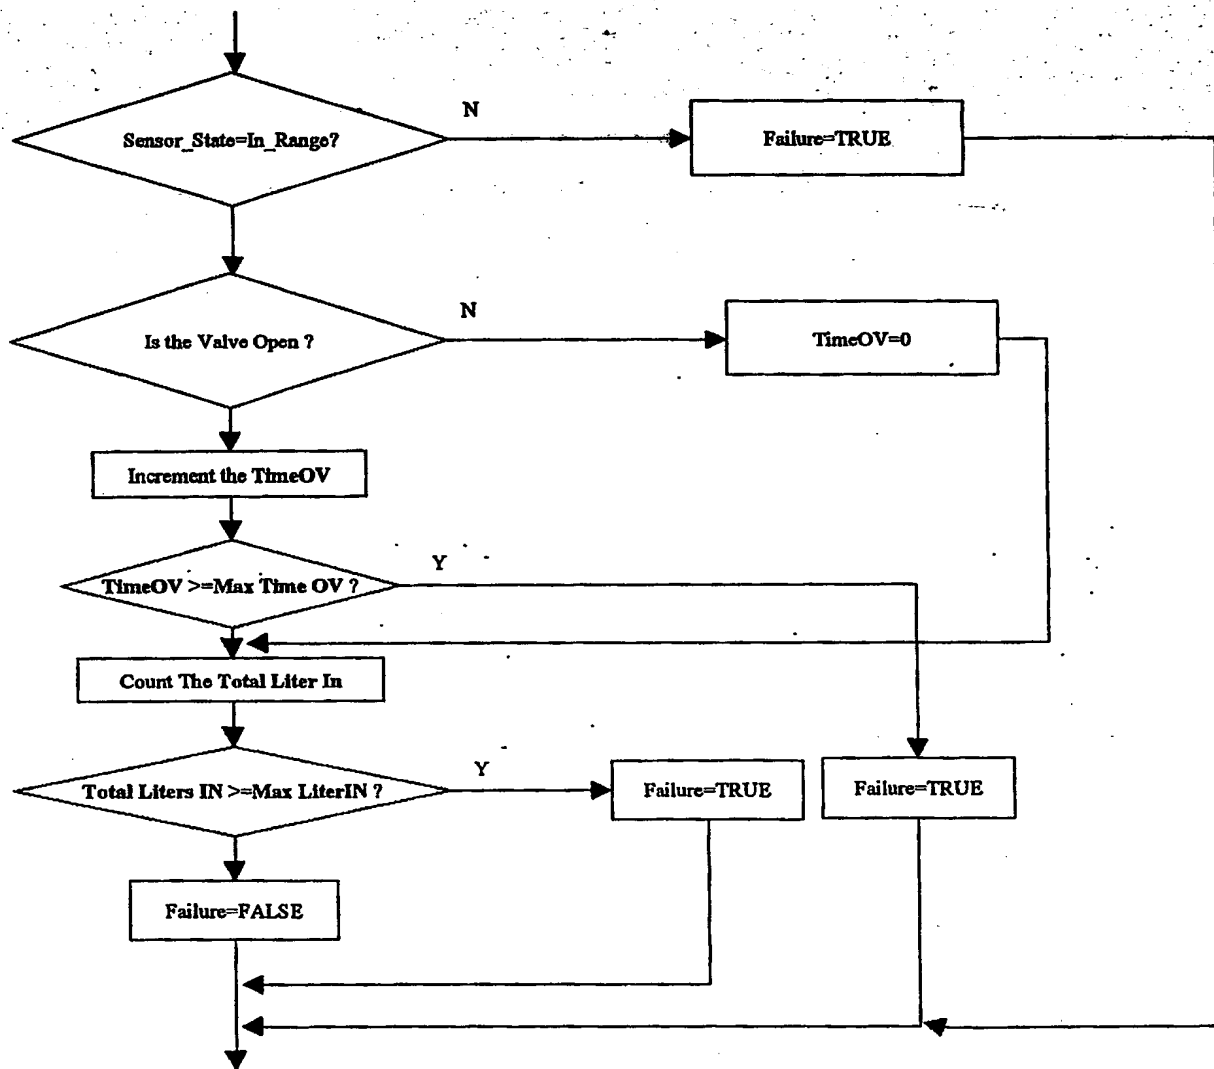 N
Sensor_State=In_Range?
Failure=TRUE
N
Is the Valve Open ?
TimeOV=0
Increment the TimeOV
Y
TimeOV >=Max Time OV ?
Count The Total Liter In
Y
Total Liters IN >=Max LiterIN ?
Failure=TRUE
Failure=TRUE
Failure=FALSE